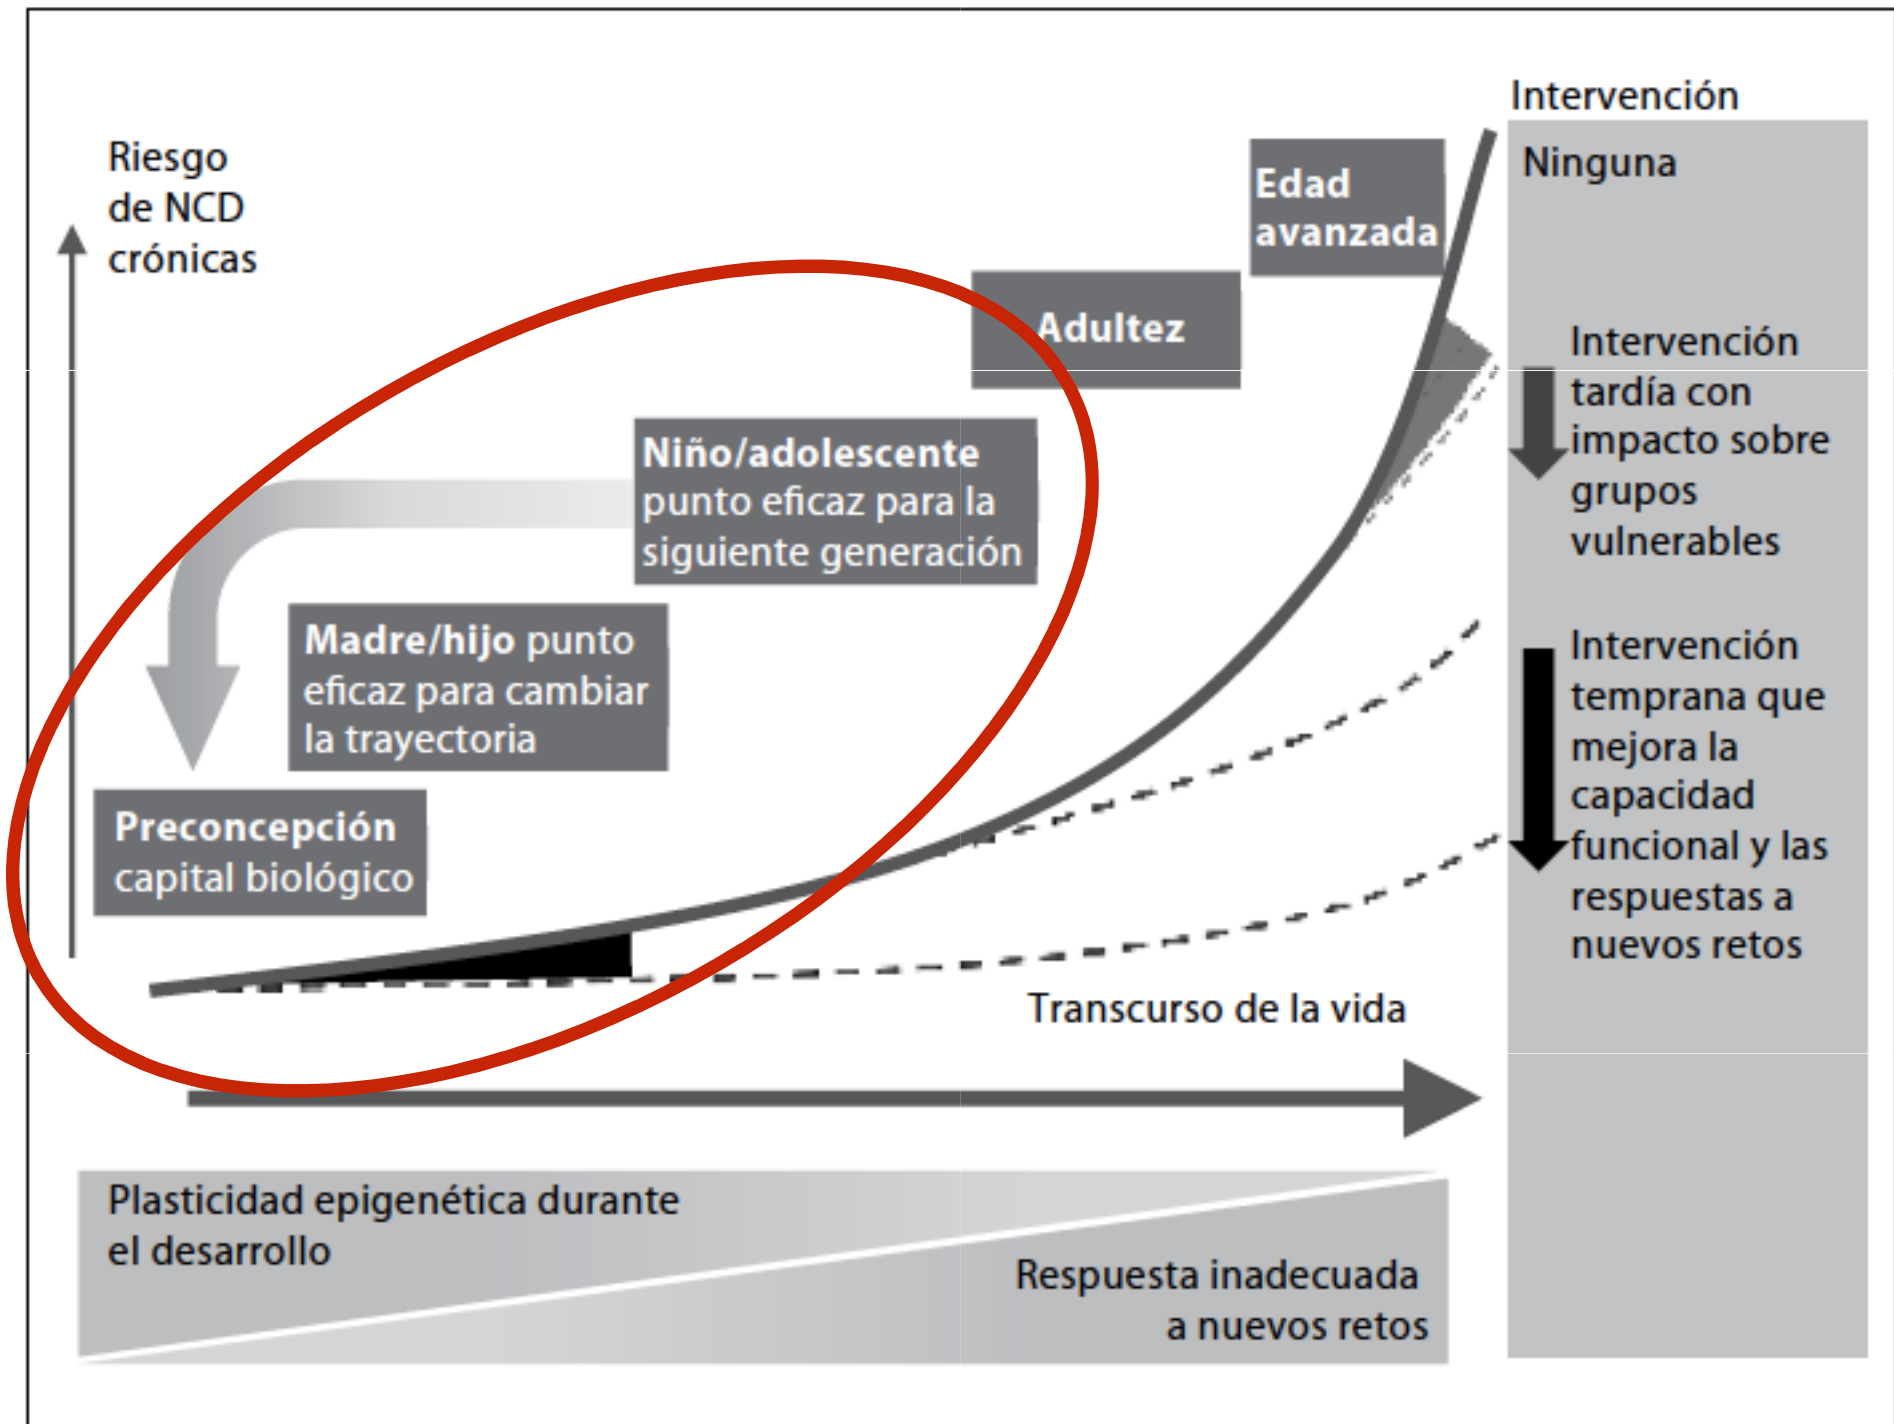 Riesgo
de NCD
crónicas
Intervención
Ninguna
Edad
avanzada
Adultez
Intervención
tardía con
impacto sobre
grupos
vulnerables
Niño/adolescente
punto eficaz para la
siguiente generación
Madre/hijo punto
eficaz para cambiar
la trayectoria
Intervención
temprana que
mejora la
capacidad
funcional y las
respuestas a
nuevos retos
Preconcepción
capital biológico
Transcurso de la vida
Plasticidad epigenética durante
el desarrollo
Respuesta inadecuada
a nuevos retos